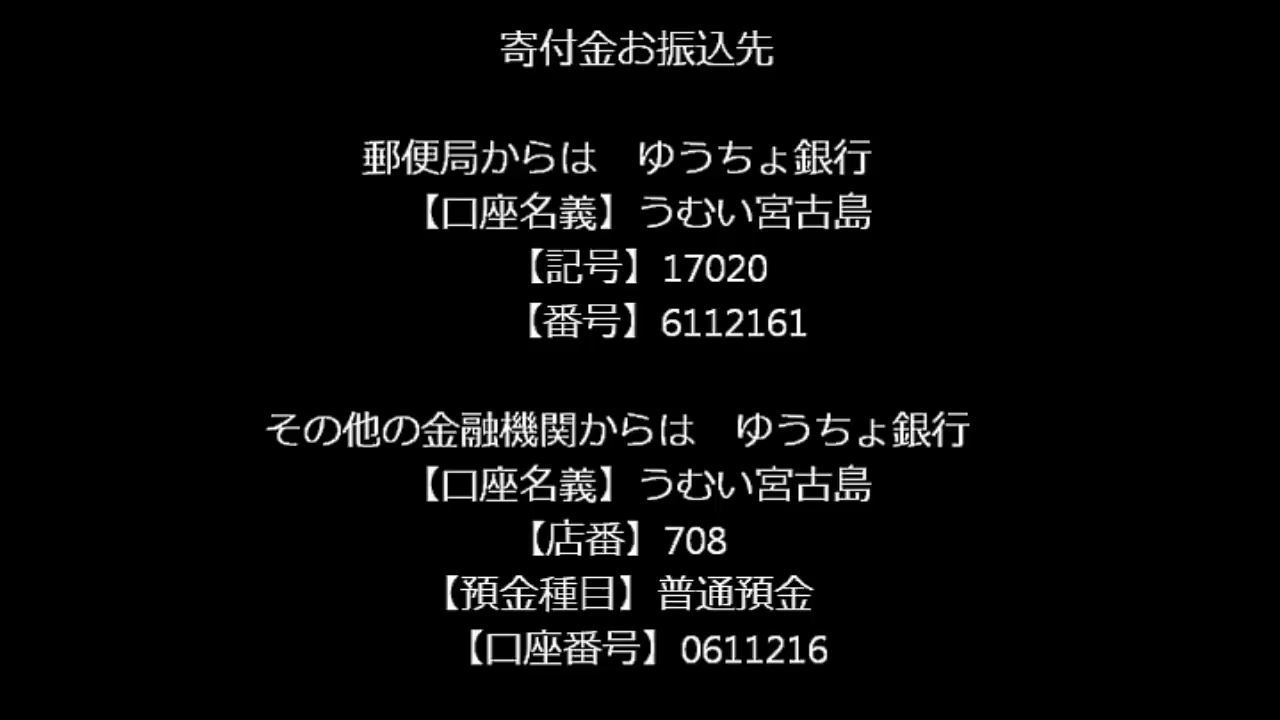 寄付金お振込先
郵便局からは　ゆうちょ銀行
【口座名義】うむい宮古島
【記号】17020
【番号】6112161
その他の金融機関からは　ゆうちょ銀行
【口座名義】うむい宮古島
【店番】708
【預金種目】普通預金
【口座番号】0611216